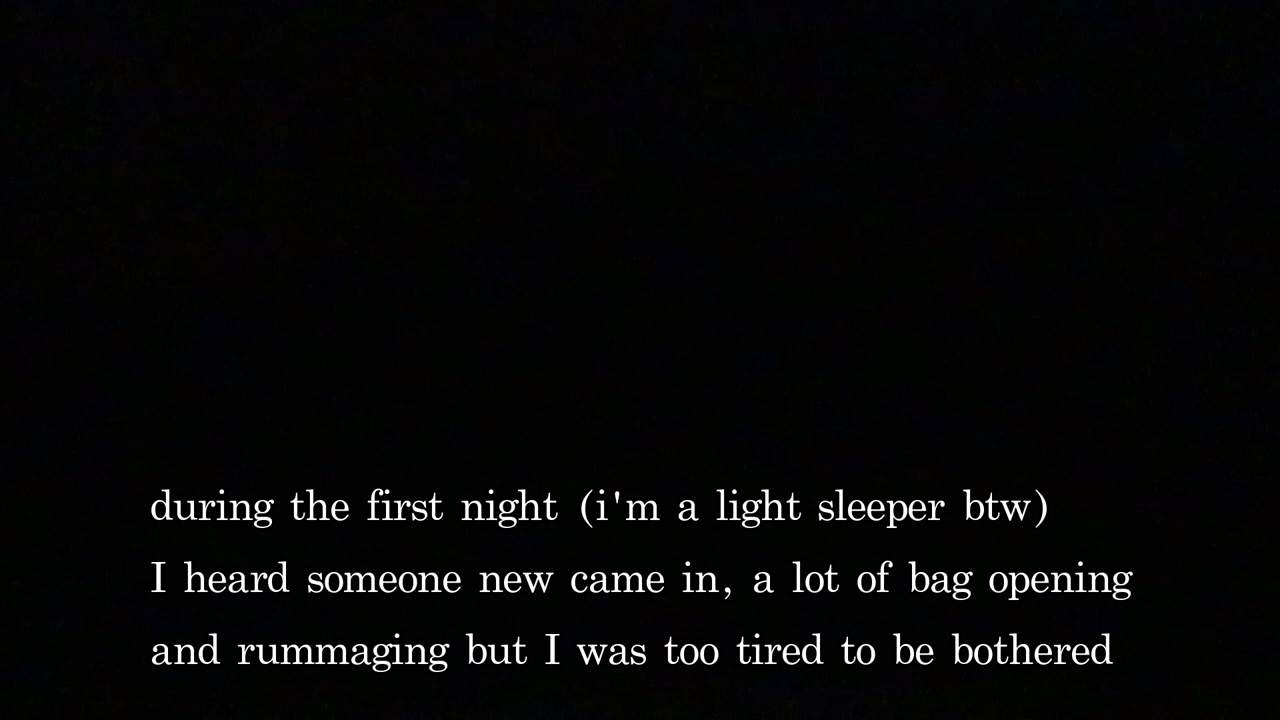 during the first night (i'm a light sleeper btw)
I heard someone new came in, a lot of bag opening
and rummaging but I was too tired to be bothered